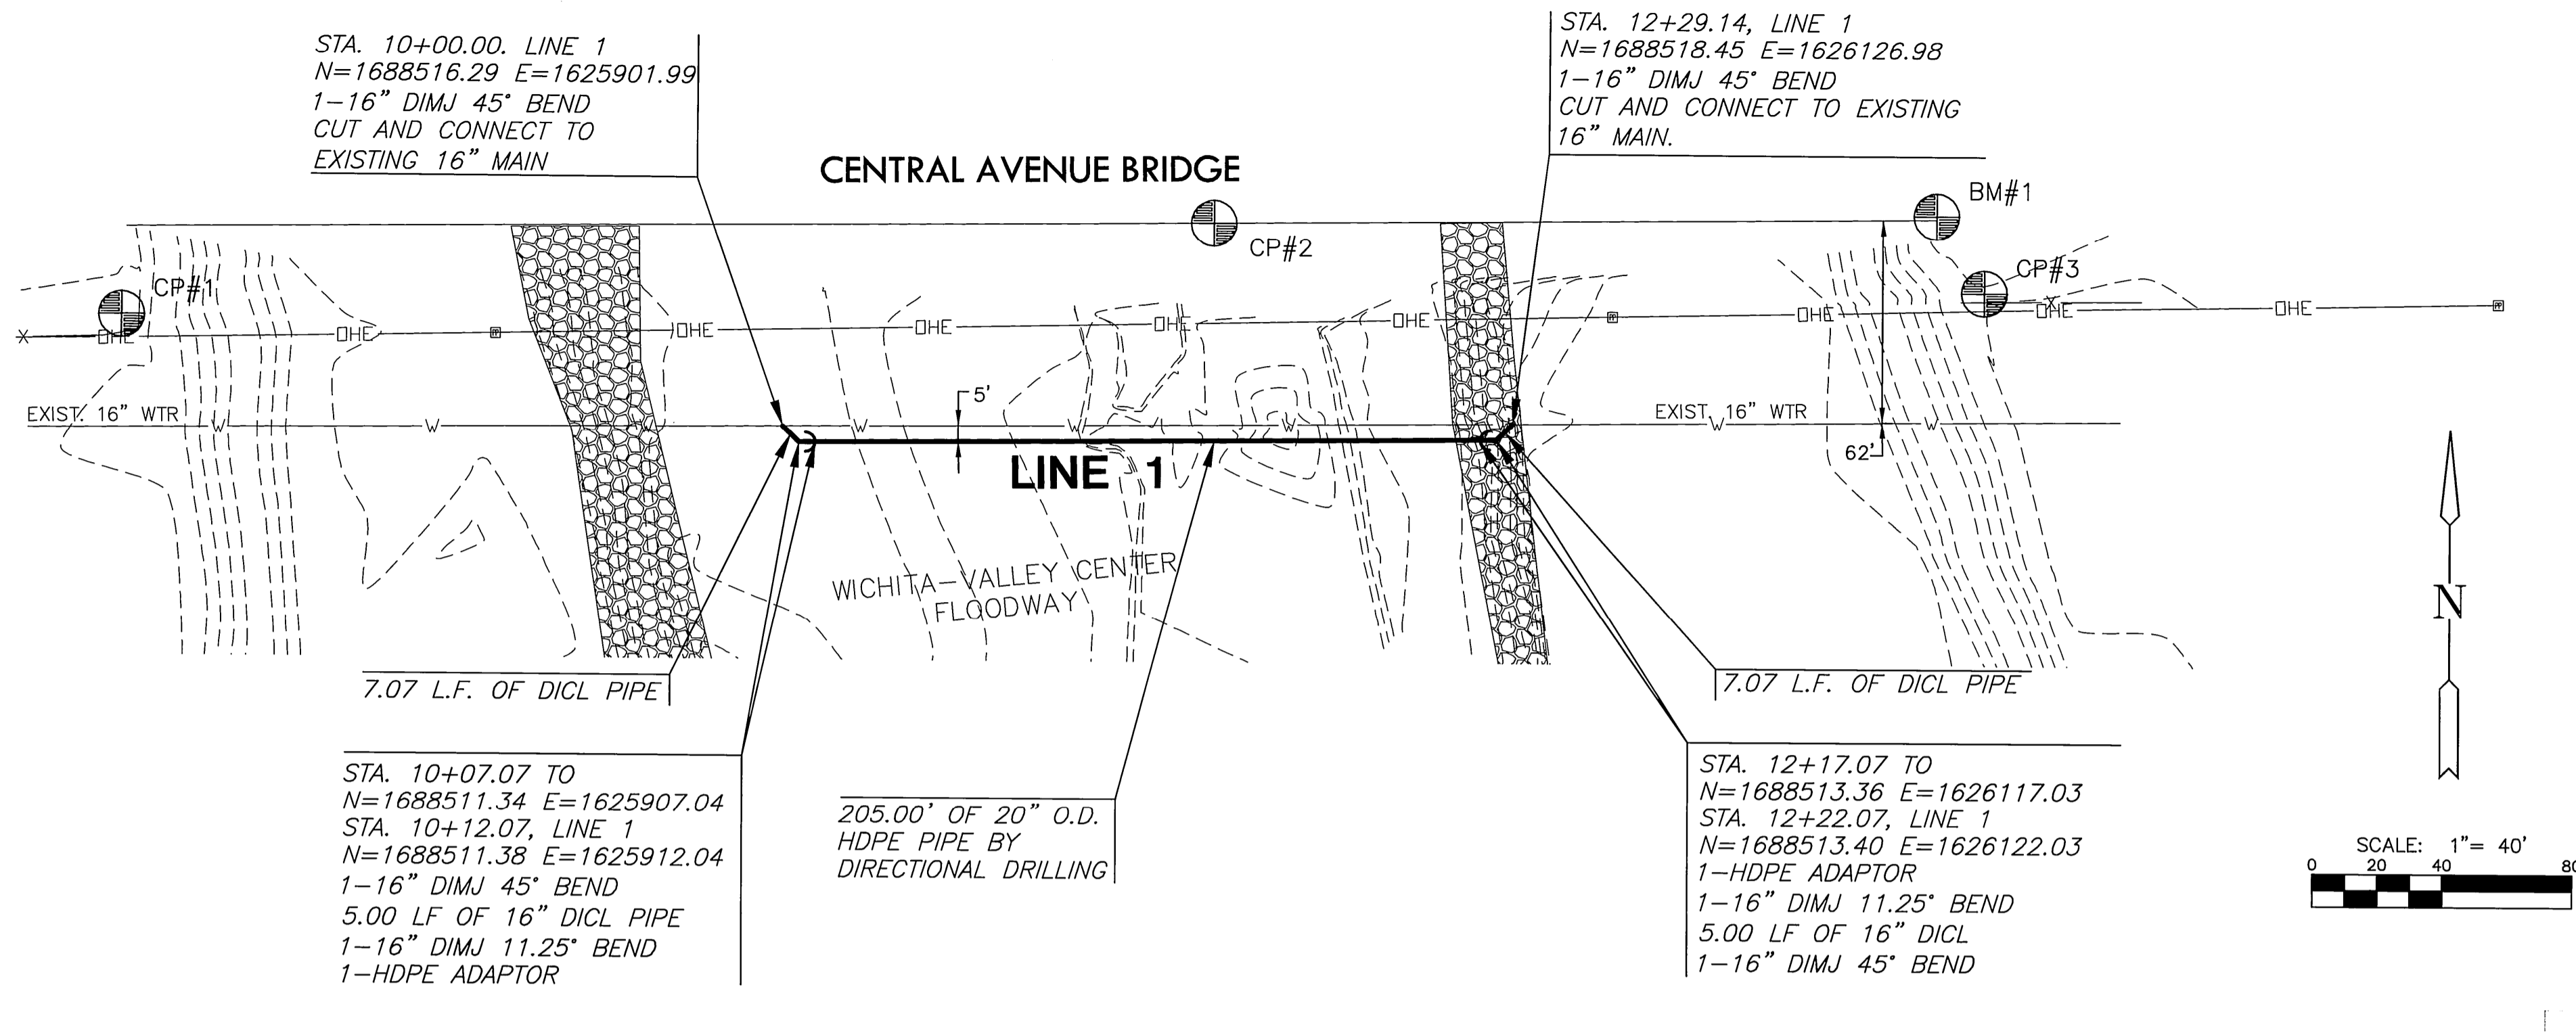 STA. 10+00.00. LINE 1
N=1688516.29 E=1625901.99
1-16" DIMJ 45° BEND
CUT AND CONNECT TO
EXISTING 16" MAIN
STA. 12+29.14, LINE 1
N=1688518.45 E=1626126.98
1-16" DIMJ 45° BEND
CUT AND CONNECT TO EXISTING
16" MAIN.
CENTRAL AVENUE BRIDGE
BM#1
CP#2
CP#3
CP#1
OHE
OHE
OHE
OHE
OHE
OHE
OHE
OHE
OHE
5'
EXIST. 16" WTR
EXIST. 16" WTR
W
W
W
W
W
W
W
W
62'
LINE 1
WICHITA-VALLEY CENTER
FLOODWAY
N
7.07 L.F. OF DICL PIPE
7.07 L.F. OF DICL PIPE
STA. 10+07.07 TO
N=1688511.34 E=1625907.04
STA. 10+12.07, LINE 1
N=1688511.38 E=1625912.04
1-16" DIMJ 45° BEND
5.00 LF OF 16" DICL PIPE
1-16" DIMJ 11.25° BEND
1-HDPE ADAPTOR
205.00' OF 20" O.D.
HDPE PIPE BY
DIRECTIONAL DRILLING
STA. 12+17.07 TO
N=1688513.36 E=1626117.03
STA. 12+22.07, LINE 1
N=1688513.40 E=1626122.03
1-HDPE ADAPTOR
1-16" DIMJ 11.25° BEND
5.00 LF OF 16" DICL
1-16" DIMJ 45° BEND
SCALE: 1"= 40'
0 20 40 80